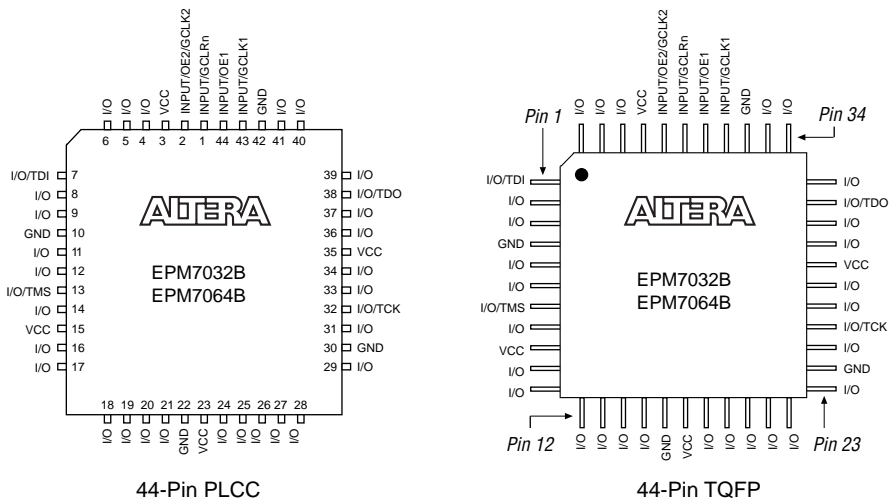 I/O
I/O
I/O
VCC
INPUT/OE2/GCLK2
INPUT/GCLRn
INPUT/OE1
INPUT/GCLK1
GND
I/O
I/O
6 5 4 3 2 1 44 43 42 41 40
I/O/TDI 7
I/O 8
I/O 9
GND 10
I/O 11
I/O 12
I/O/TMS 13
I/O 14
VCC 15
I/O 16
I/O 17
ALTERA
EPM7032B
EPM7064B
39 I/O
38 I/O/TDO
37 I/O
36 I/O
35 VCC
34 I/O
33 I/O
32 I/O/TCK
31 I/O
30 GND
29 I/O
18 19 20 21 22 23 24 25 26 27 28
I/O
I/O
I/O
I/O
GND
VCC
I/O
I/O
I/O
I/O
I/O
44-Pin PLCC
Pin 1
I/O
I/O
I/O
VCC
INPUT/OE2/GCLK2
INPUT/GCLRn
INPUT/OE1
INPUT/GCLK1
GND
I/O
I/O
Pin 34
I/O/TDI
I/O
I/O
GND
I/O
I/O
I/O/TMS
I/O
VCC
I/O
I/O
ALTERA
EPM7032B
EPM7064B
I/O
I/O/TDO
I/O
I/O
VCC
I/O
I/O
I/O/TCK
I/O
GND
I/O
Pin 12
I/O
I/O
I/O
I/O
GND
VCC
I/O
I/O
I/O
I/O
I/O
Pin 23
44-Pin TQFP